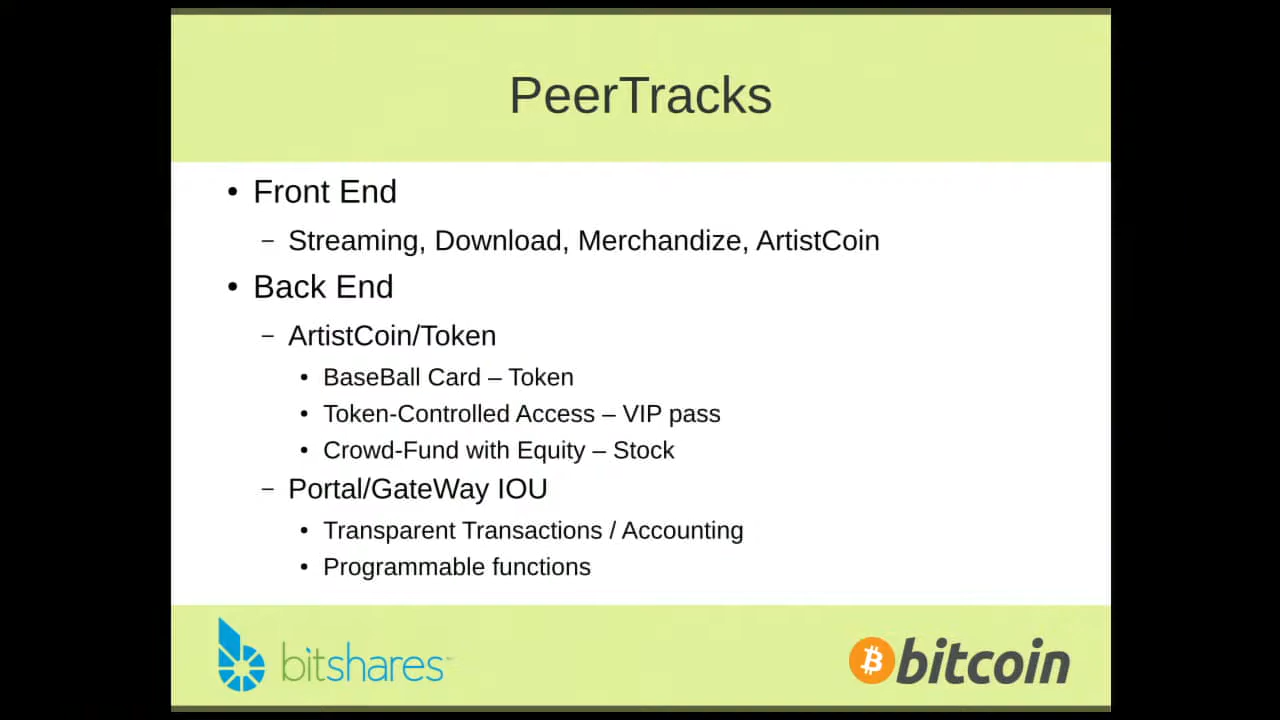 PeerTracks
• Front End
– Streaming, Download, Merchandize, ArtistCoin
• Back End
– ArtistCoin/Token
• BaseBall Card – Token
• Token-Controlled Access – VIP pass
• Crowd-Fund with Equity – Stock
– Portal/GateWay IOU
• Transparent Transactions / Accounting
• Programmable functions
bitshares™
bitcoin